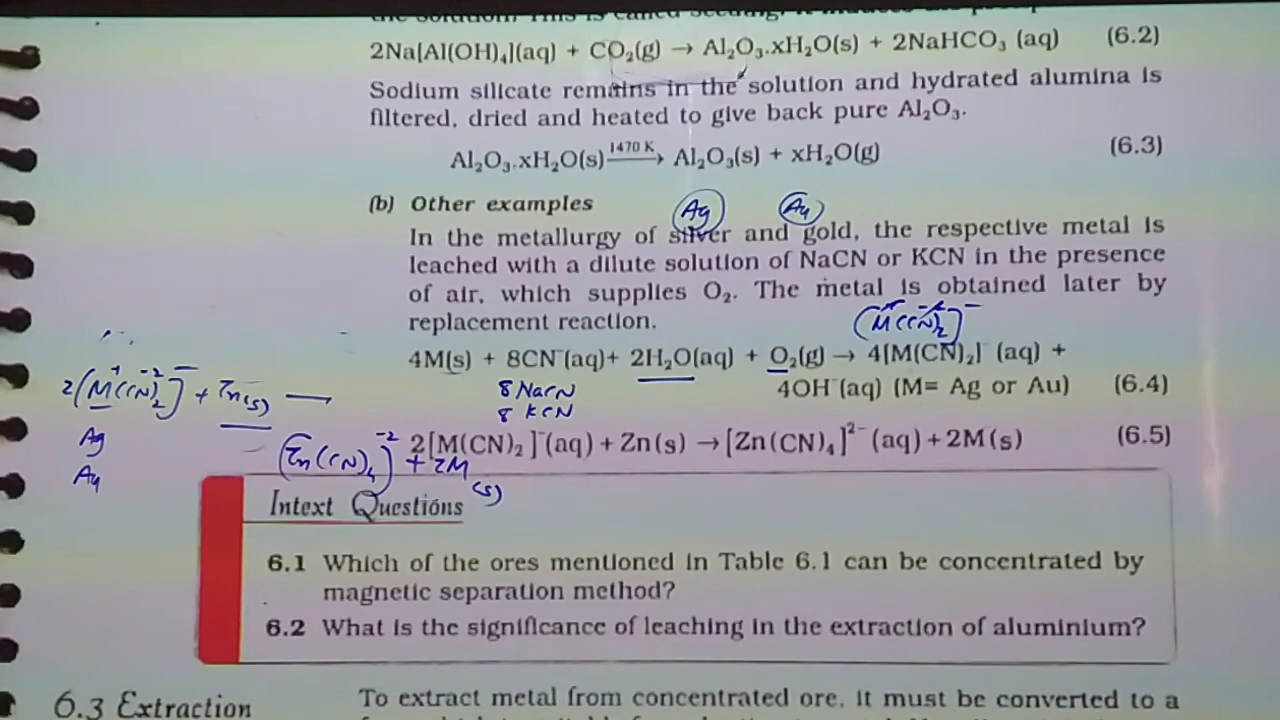 2Na[Al(OH)₄](aq) + CO₂(g) → Al₂O₃.xH₂O(s) + 2NaHCO₃ (aq) (6.2)
Sodium silicate remains in the solution and hydrated alumina is
filtered, dried and heated to give back pure Al₂O₃.
Al₂O₃.xH₂O(s) 1470 K → Al₂O₃(s) + xH₂O(g) (6.3)
(b) Other examples
Ag Au
In the metallurgy of silver and gold, the respective metal is
leached with a dilute solution of NaCN or KCN in the presence
of air, which supplies O₂. The metal is obtained later by
replacement reaction.
(M(CN)₂)⁻
4M(s) + 8CN⁻(aq)+ 2H₂O(aq) + O₂(g) → 4[M(CN)₂]⁻ (aq) +
4OH⁻(aq) (M= Ag or Au) (6.4)
8 NaCN
8 KCN
2(M(CN)₂)⁻ + Zn(s) →
Ag
Au
(Zn(CN)₄)⁻² + 2M(s)
2[M(CN)₂]⁻(aq) + Zn(s) → [Zn(CN)₄]²⁻ (aq) + 2M(s) (6.5)
Intext Questions
6.1 Which of the ores mentioned in Table 6.1 can be concentrated by
magnetic separation method?
6.2 What is the significance of leaching in the extraction of aluminium?
6.3 Extraction
To extract metal from concentrated ore, it must be converted to a